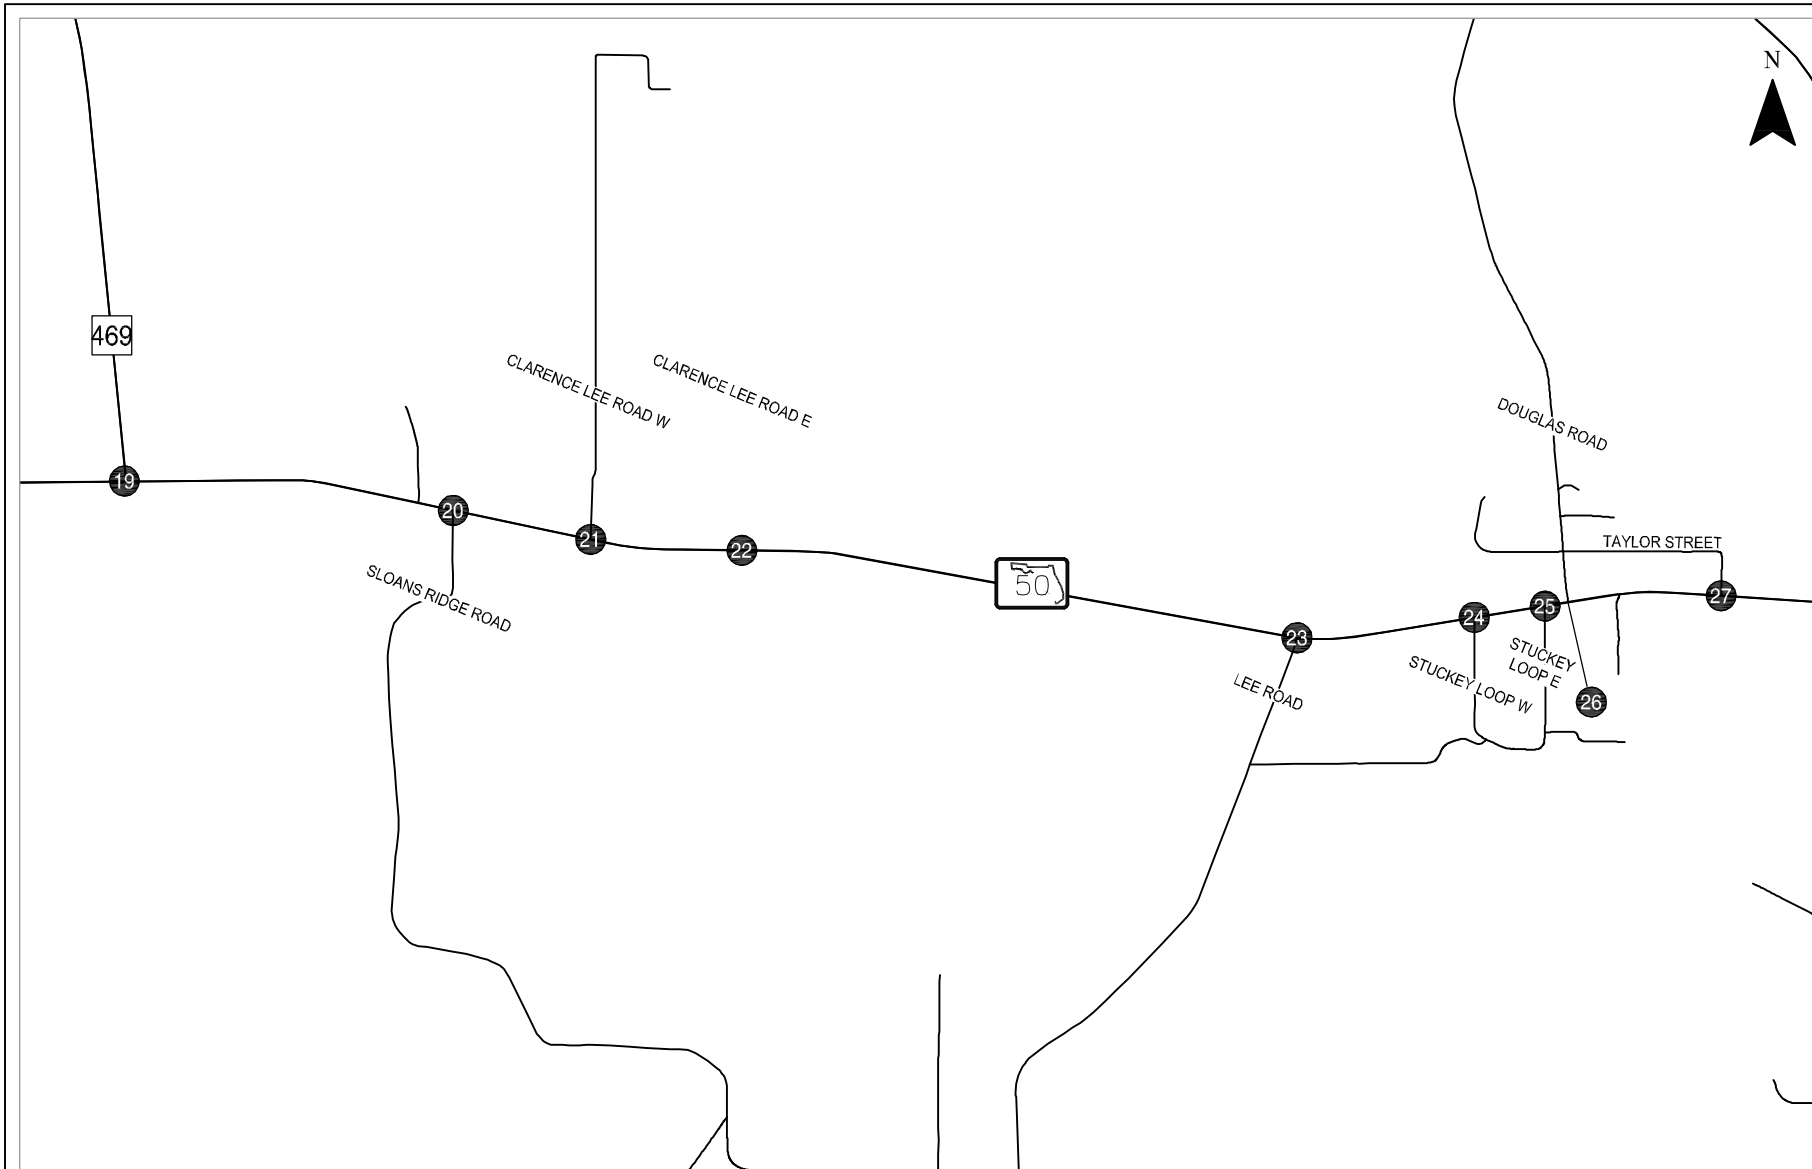 N
469
CLARENCE LEE ROAD W
CLARENCE LEE ROAD E
DOUGLAS ROAD
19
20
21
22
SLOANS RIDGE ROAD
50
TAYLOR STREET
23
24
25
27
LEE ROAD
STUCKEY LOOP W
STUCKEY
LOOP E
26